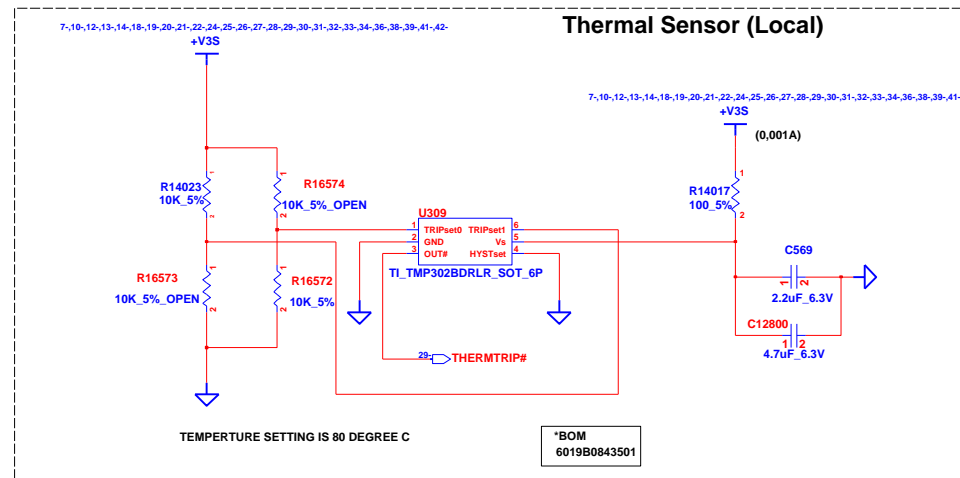 Thermal Sensor (Local)
7-,10-,12-,13-,14-,18-,19-,20-,21-,22-,24-,25-,26-,27-,28-,29-,30-,31-,32-,33-,34-,36-,38-,39-,41-,42-
+V3S
7-,10-,12-,13-,14-,18-,19-,20-,21-,22-,24-,25-,26-,27-,28-,29-,30-,31-,32-,33-,34-,36-,38-,39-,41-
+V3S
(0,001A)
1
R14023
10K_5%
2
1
R16574
10K_5%_OPEN
2
1
R14017
100_5%
2
U309
1 TRIPset0 TRIPset1 6
2 GND Vs 5
3 OUT# HYSTset 4
TI_TMP302BDRLR_SOT_6P
1
R16573
10K_5%_OPEN
2
1
R16572
10K_5%
2
C569
1 2
2.2uF_6.3V
C12800
1 2
4.7uF_6.3V
29- THERMTRIP#
TEMPERTURE SETTING IS 80 DEGREE C
*BOM
6019B0843501